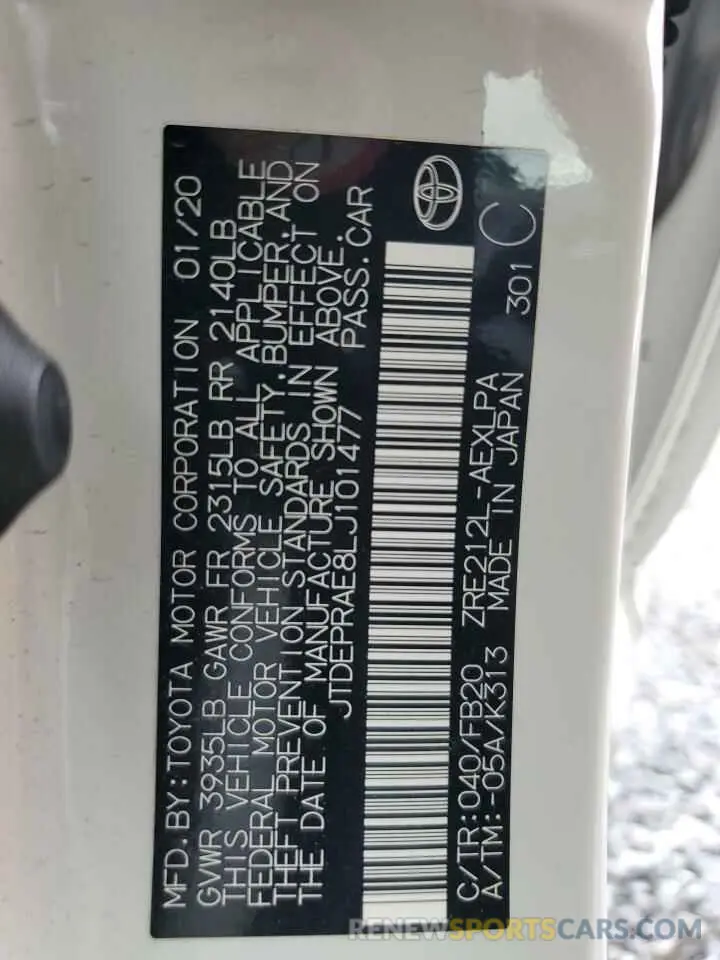 MFD.BY:TOYOTA MOTOR CORPORATION 01/20
GVWR 3935LB GAWR FR 2315LB RR 2140LB
THIS VEHICLE CONFORMS TO ALL APPLICABLE
FEDERAL MOTOR VEHICLE SAFETY,BUMPER,AND
THEFT PREVENTION STANDARDS IN EFFECT ON
THE DATE OF MANUFACTURE SHOWN ABOVE.
JTDEPRAE8LJ101477 PASS.CAR
C/TR:040/FB20 ZRE212L-AEXLPA
A/TM:-05A/K313 MADE IN JAPAN 301 C
RENEWSPORTSCARS.COM